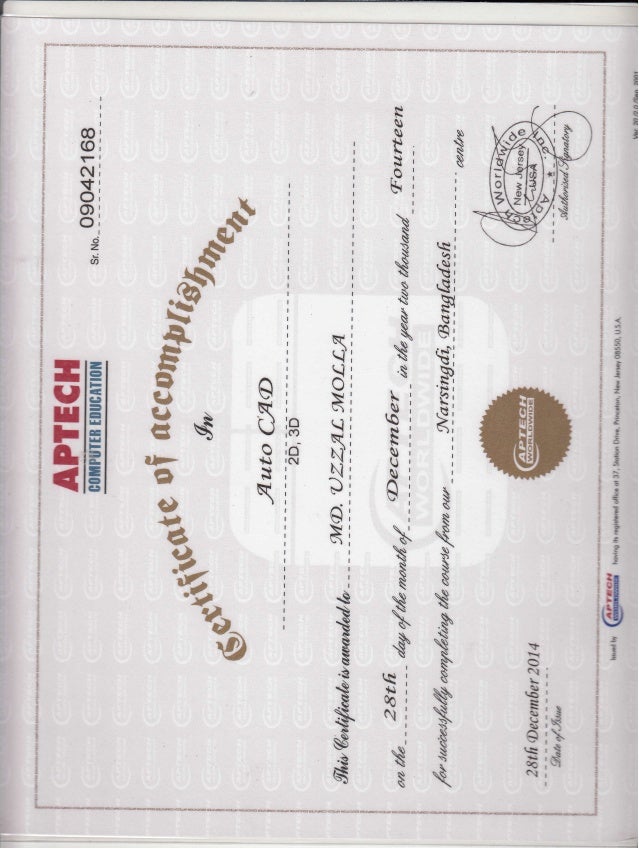 Sr. No. 09042168
APTECH
COMPUTER EDUCATION
Certificate of accomplishment
In
Auto CAD
2D, 3D
This Certificate is awarded to MD. UZZAL MOLLA
on the 28th day of the month of December in the year two thousand Fourteen
for successfully completing the course from our Narsingdi, Bangladesh centre
APTECH
WORLDWIDE
Worldwide
New Jersey
USA
28th December 2014
Date of Issue
Authorised Signatory
Issued by APTECH WORLDWIDE having its registered office at 37, Station Drive, Princeton, New Jersey 08550, U.S.A.